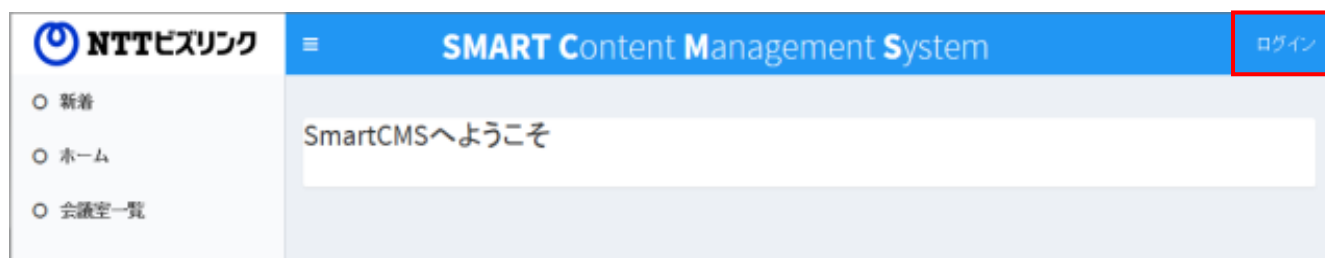 NTTビズリンク
≡ SMART Content Management System ログイン
新着
ホーム
会議室一覧
SmartCMSへようこそ